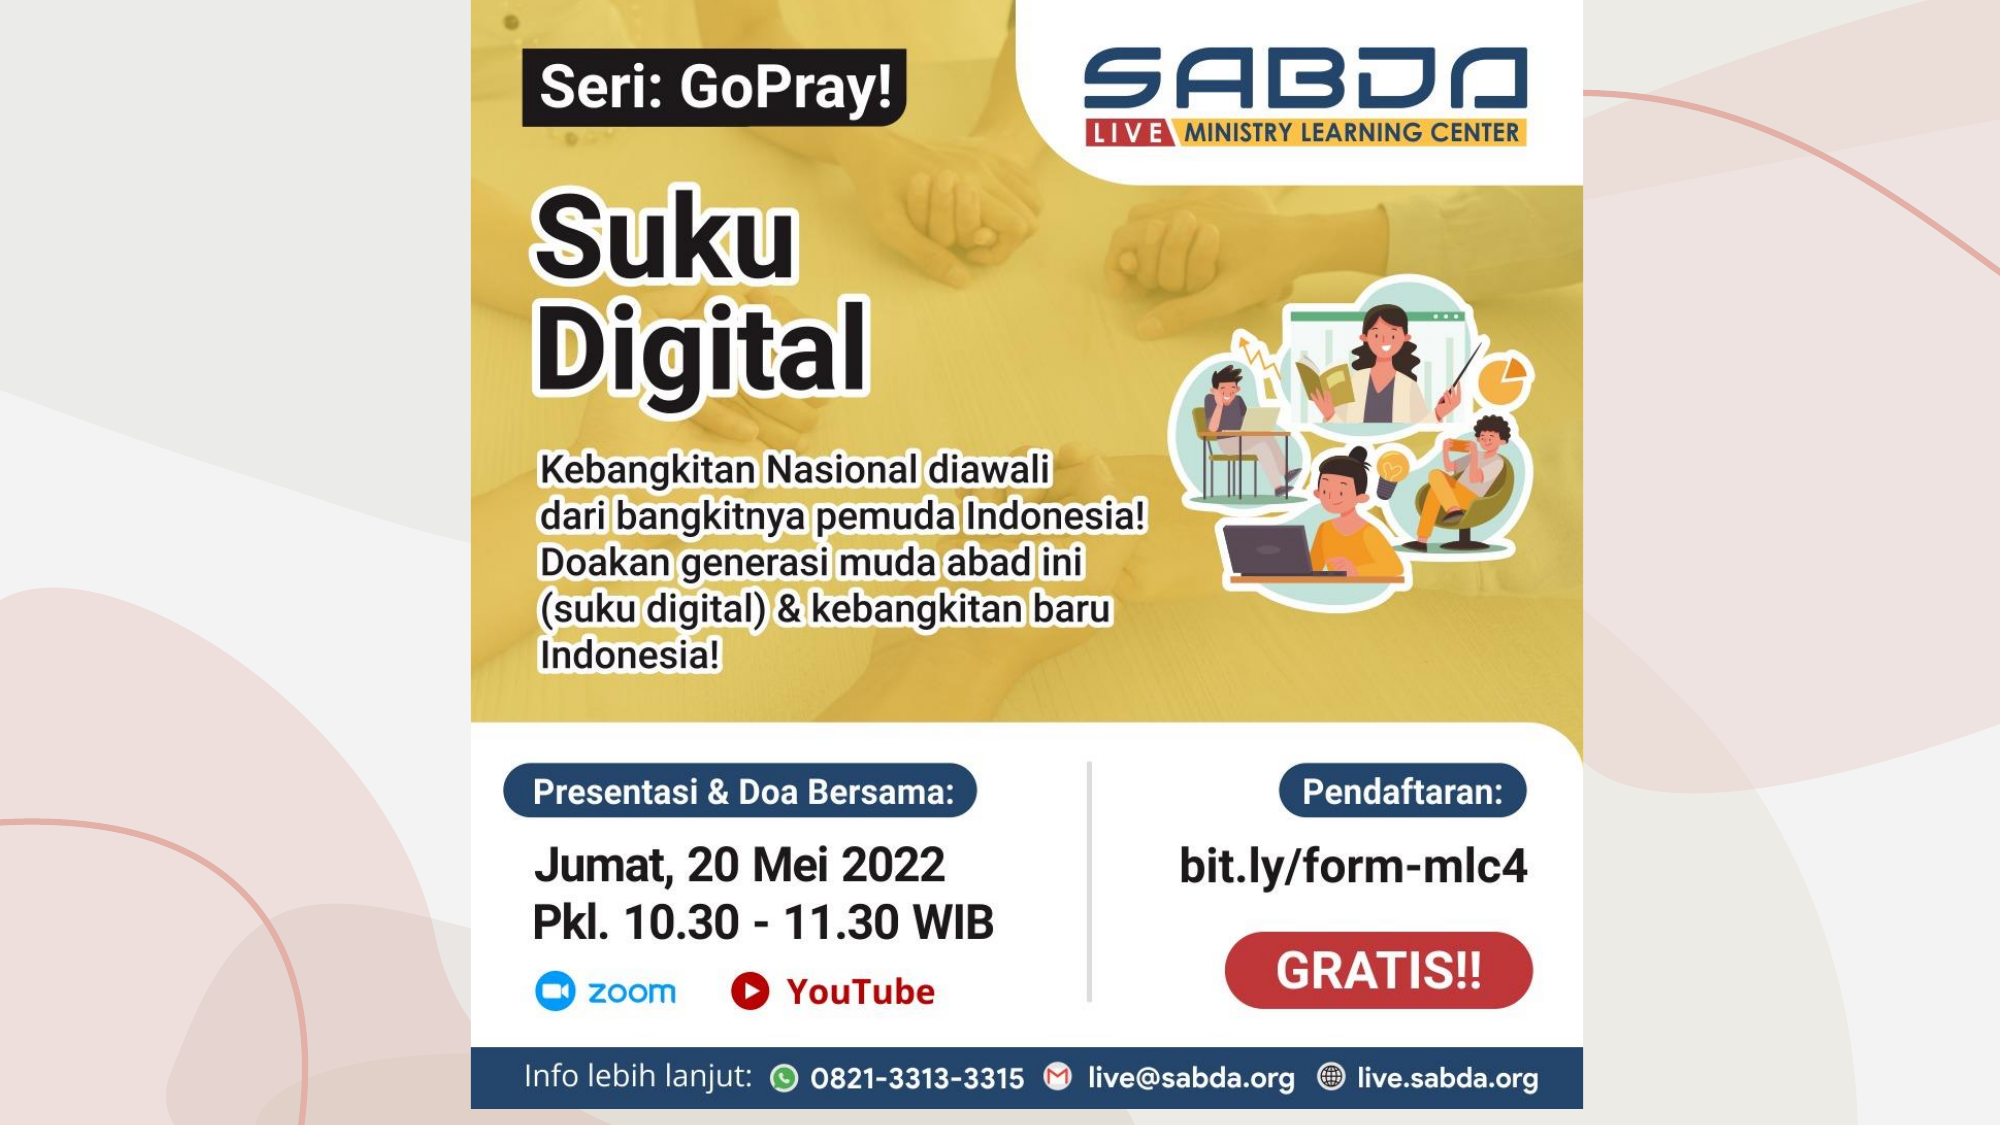 Seri: GoPray!
SABDA
LIVE MINISTRY LEARNING CENTER
Suku
Digital
Kebangkitan Nasional diawali
dari bangkitnya pemuda Indonesia!
Doakan generasi muda abad ini
(suku digital) & kebangkitan baru
Indonesia!
Presentasi & Doa Bersama:
Jumat, 20 Mei 2022
Pkl. 10.30 - 11.30 WIB
zoom YouTube
Pendaftaran:
bit.ly/form-mlc4
GRATIS!!
Info lebih lanjut: 0821-3313-3315 live@sabda.org live.sabda.org